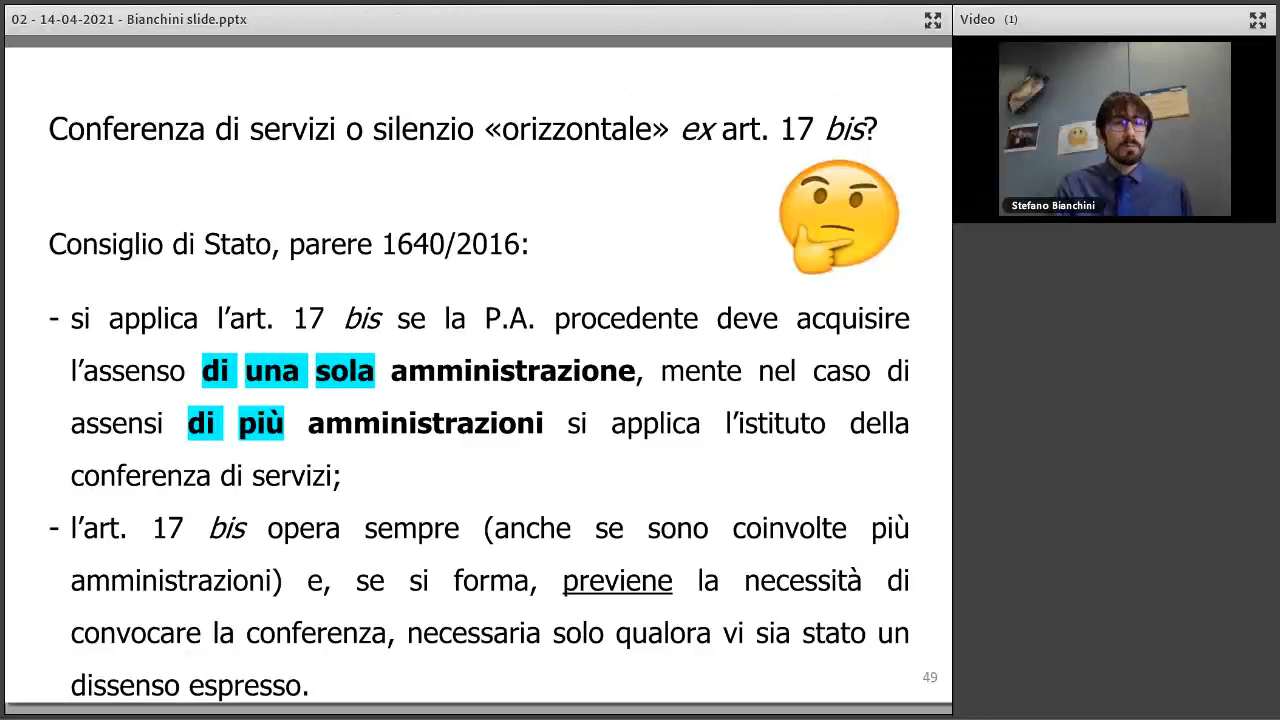 02 - 14-04-2021 - Bianchini slide.pptx
Video (1)
Conferenza di servizi o silenzio «orizzontale» ex art. 17 bis?
Stefano Bianchini
Consiglio di Stato, parere 1640/2016:
- si applica l’art. 17 bis se la P.A. procedente deve acquisire
l’assenso di una sola amministrazione, mente nel caso di
assensi di più amministrazioni si applica l’istituto della
conferenza di servizi;
- l’art. 17 bis opera sempre (anche se sono coinvolte più
amministrazioni) e, se si forma, previene la necessità di
convocare la conferenza, necessaria solo qualora vi sia stato un
dissenso espresso.
49